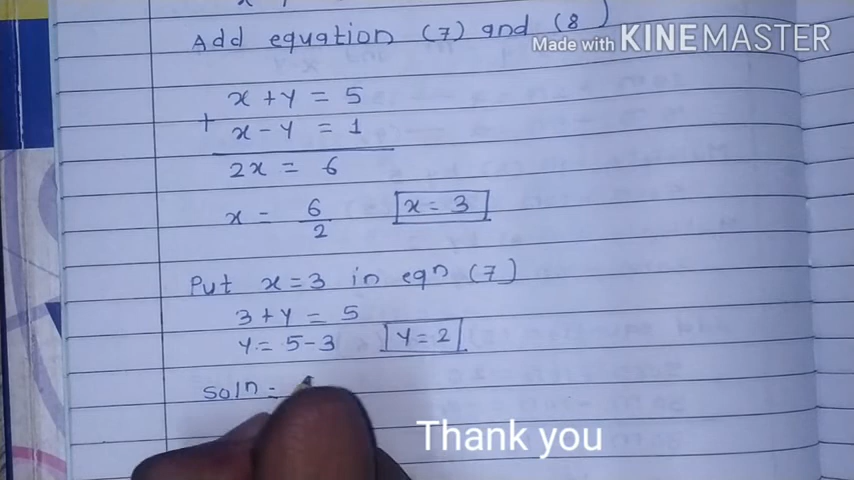 Add equation (7) and (8)
Made with KINEMASTER
x + y = 5
+ x - y = 1
2x = 6
x = 6/2 x = 3
Put x = 3 in eqn (7)
3 + y = 5
y = 5 - 3 y = 2
soln =
Thank you